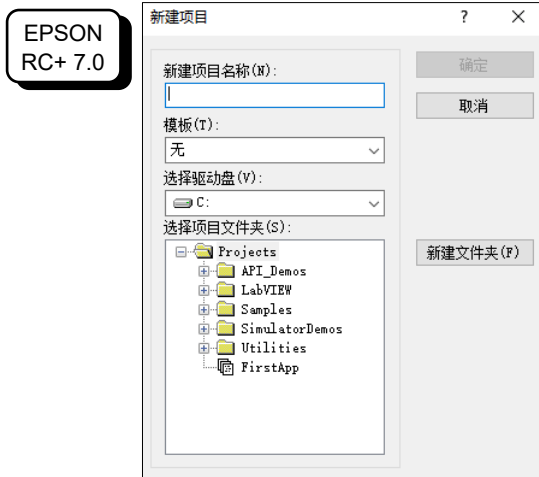 EPSON
RC+ 7.0
新建项目
?
新建项目名称(N):
确定
取消
模板(T):
无
选择驱动盘(V):
C:
选择项目文件夹(S):
Projects
新建文件夹(F)
API_Demos
LabVIEW
Samples
SimulatorDemos
Utilities
FirstApp